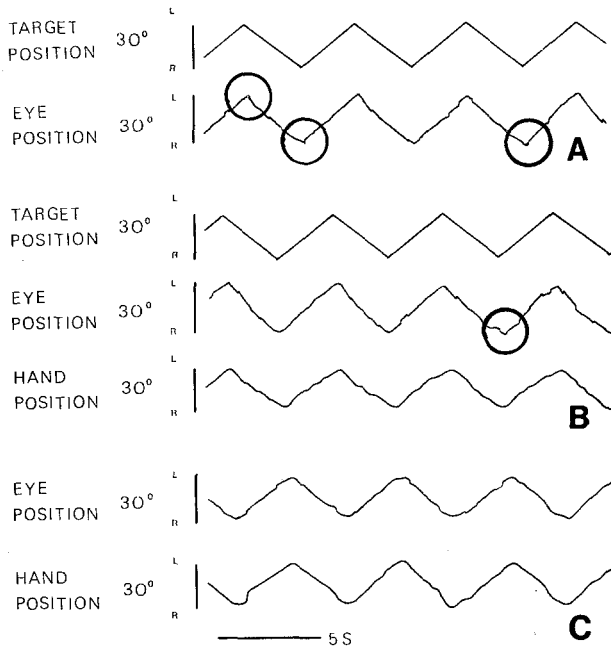 TARGET
POSITION 30° L R
EYE
POSITION 30° L R
A
TARGET
POSITION 30° L R
EYE
POSITION 30° L R
HAND
POSITION 30° L R
B
EYE
POSITION 30° L R
HAND
POSITION 30° L R
C
5 S